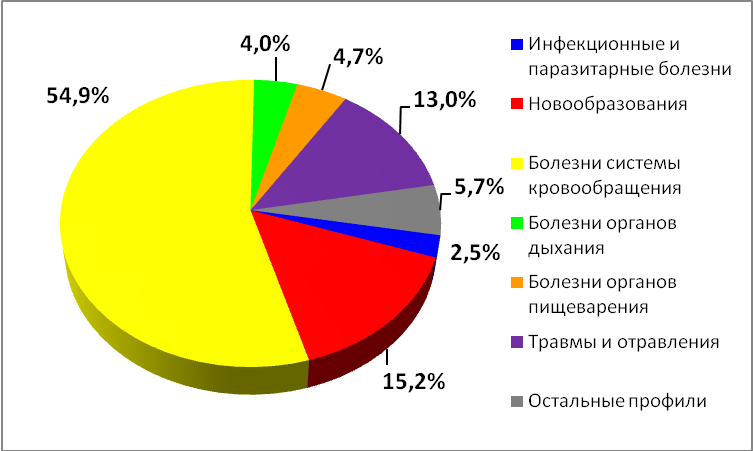 4,0%
4,7%
54,9%
13,0%
5,7%
2,5%
15,2%
Инфекционные и
паразитарные болезни
Новообразования
Болезни системы
кровообращения
Болезни органов
дыхания
Болезни органов
пищеварения
Травмы и отравления
Остальные профили